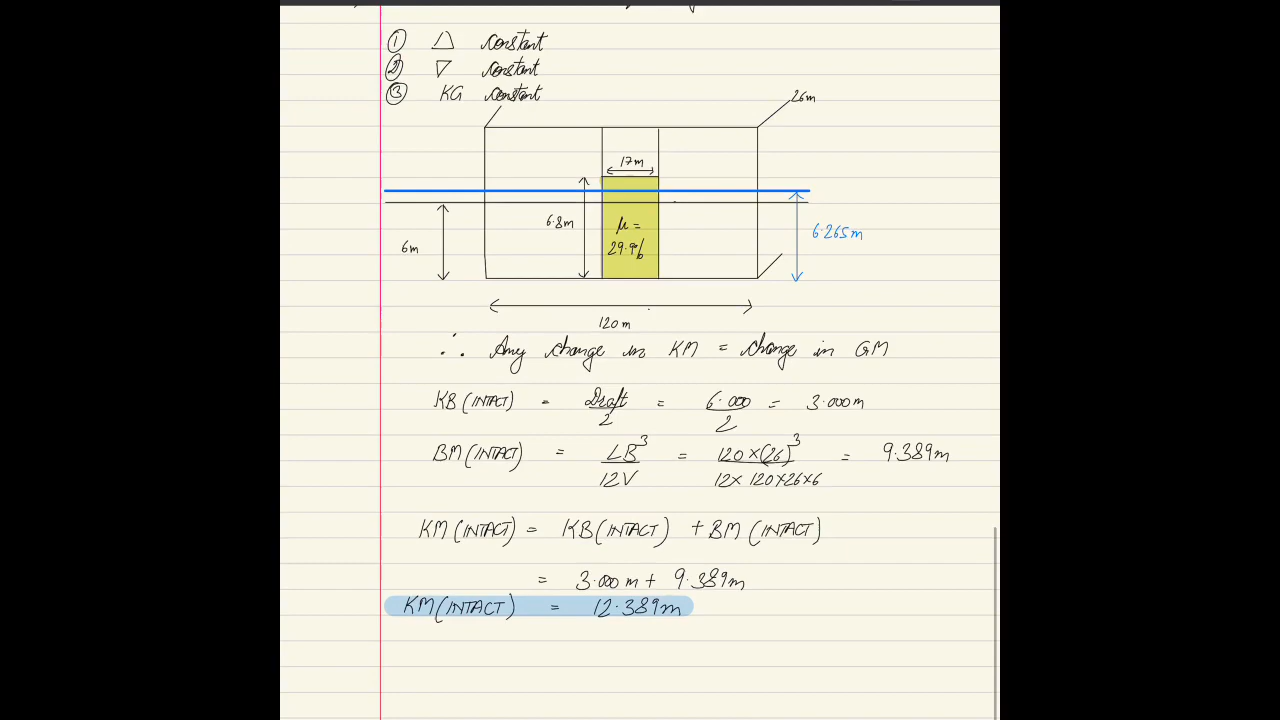 ① △ constant
② ▽ constant
③ KG constant
26m
17m
6.8m
μ =
29.9%
6m
6.265m
120m
∴ Any change in KM = change in GM
KB (INTACT) = Draft/2 = 6.000/2 = 3.000m
BM (INTACT) = LB³/12V = 120×(26)³/12×120×26×6 = 9.389m
KM (INTACT) = KB (INTACT) + BM (INTACT)
= 3.000m + 9.389m
KM (INTACT) = 12.389m